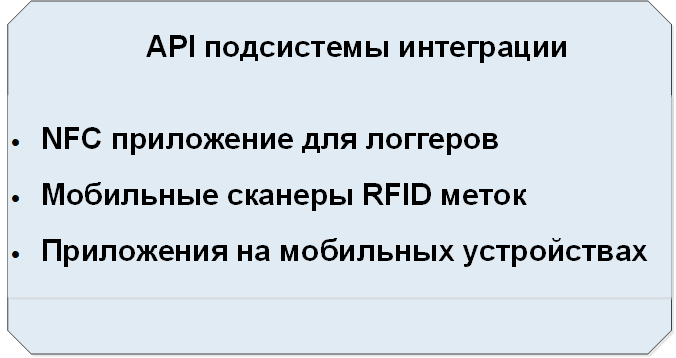 API подсистемы интеграции
• NFC приложение для логгеров
• Мобильные сканеры RFID меток
• Приложения на мобильных устройствах